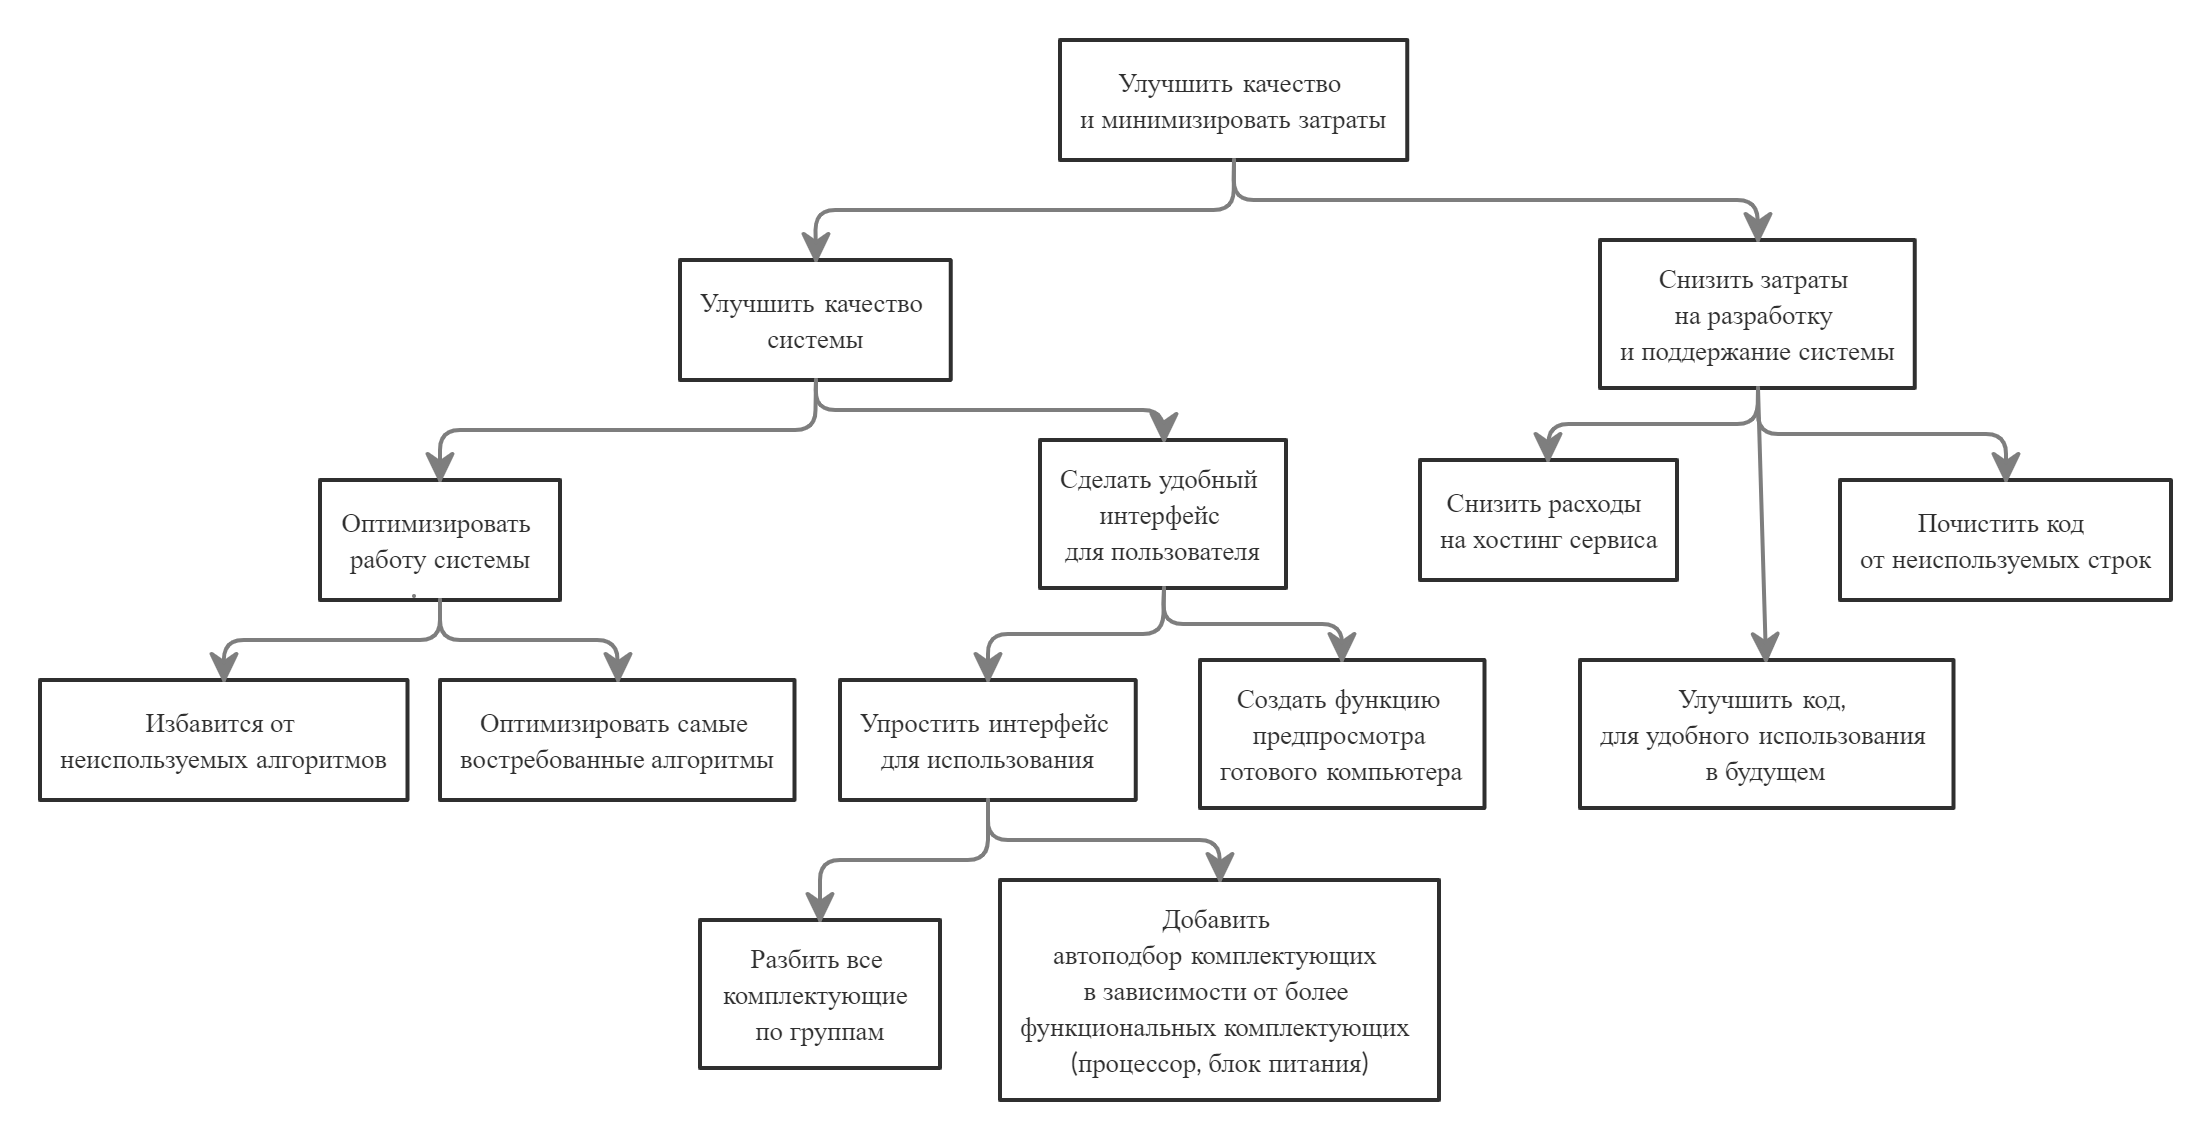 Улучшить качество
и минимизировать затраты
Улучшить качество
системы
Снизить затраты
на разработку
и поддержание системы
Оптимизировать
работу системы
Сделать удобный
интерфейс
для пользователя
Снизить расходы
на хостинг сервиса
Почистить код
от неиспользуемых строк
Избавится от
неиспользуемых алгоритмов
Оптимизировать самые
востребованные алгоритмы
Упростить интерфейс
для использования
Создать функцию
предпросмотра
готового компьютера
Улучшить код,
для удобного использования
в будущем
Разбить все
комплектующие
по группам
Добавить
автоподбор комплектующих
в зависимости от более
функциональных комплектующих
(процессор, блок питания)